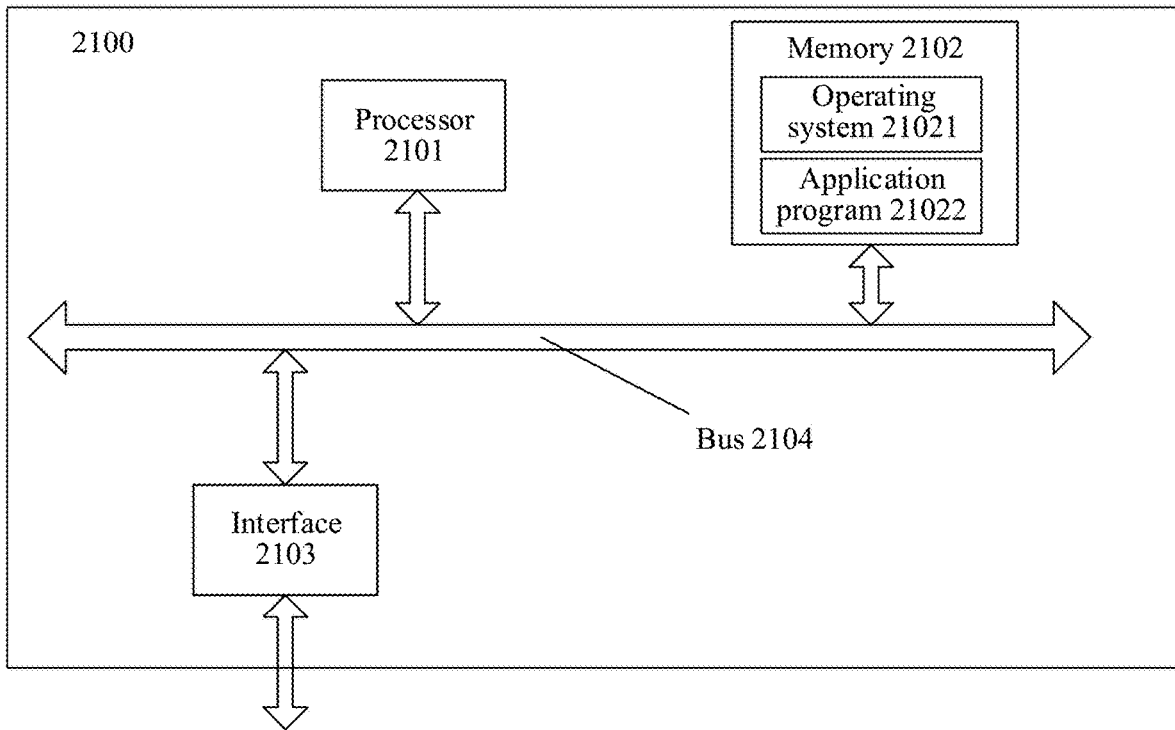 2100
Memory 2102
Operating
system 21021
Application
program 21022
Processor
2101
Bus 2104
Interface
2103